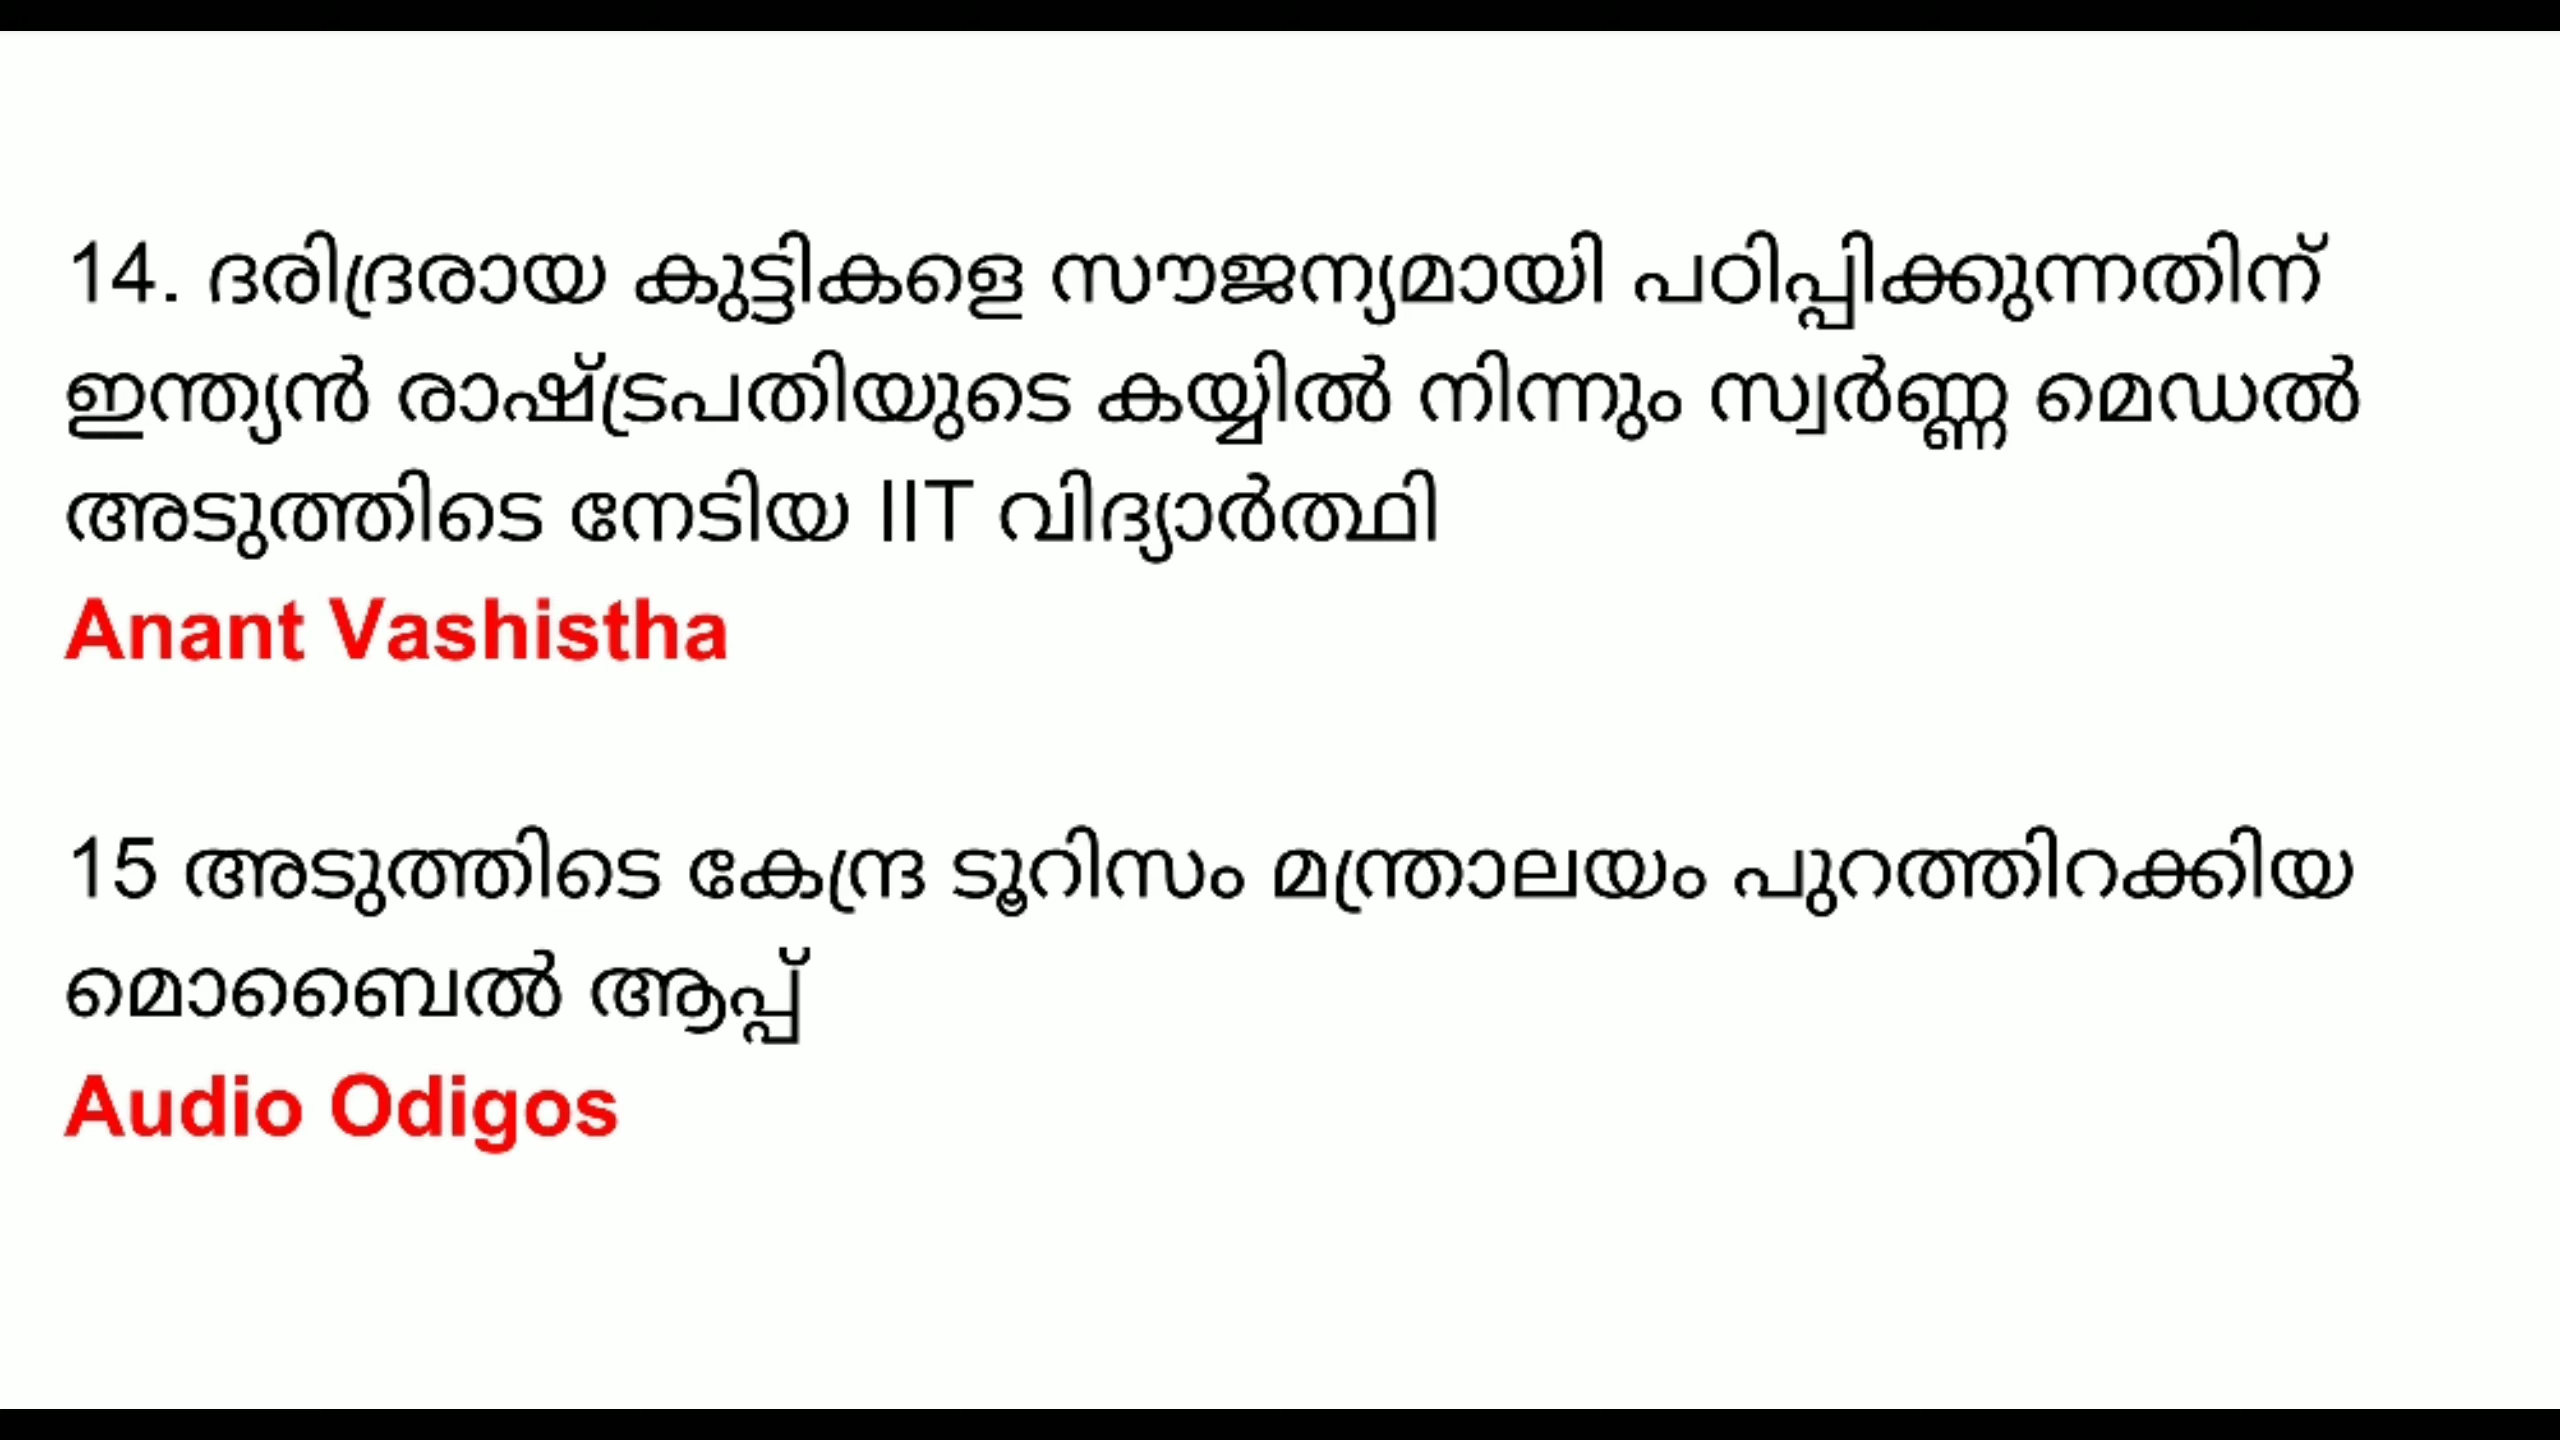 14. ദരിദ്രരായ കുട്ടികളെ സൗജന്യമായി പഠിപ്പിക്കുന്നതിന്
ഇന്ത്യൻ രാഷ്ട്രപതിയുടെ കയ്യിൽ നിന്നും സ്വർണ്ണ മെഡൽ
അടുത്തിടെ നേടിയ IIT വിദ്യാർത്ഥി
Anant Vashistha
15 അടുത്തിടെ കേന്ദ്ര ടൂറിസം മന്ത്രാലയം പുറത്തിറക്കിയ
മൊബൈൽ ആപ്പ്
Audio Odigos